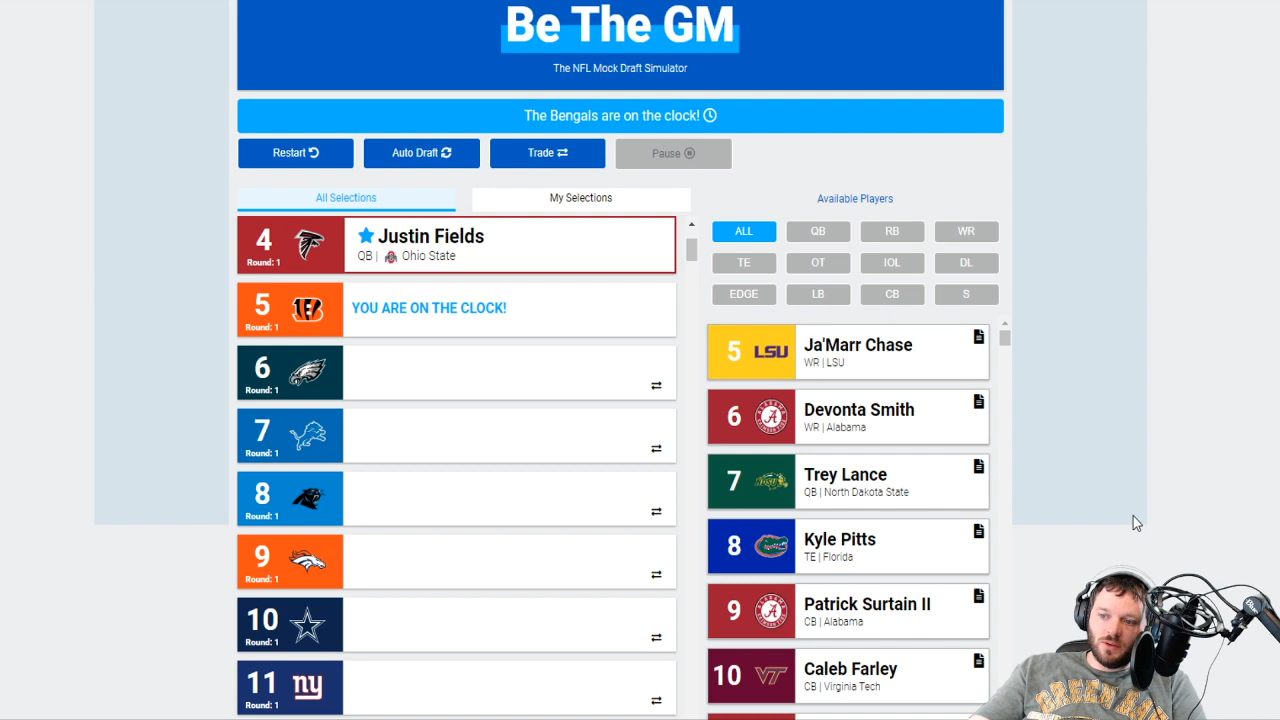 Be The GM
The NFL Mock Draft Simulator
The Bengals are on the clock!
Restart
Auto Draft
Trade
Pause
All Selections
My Selections
Available Players
4
Round: 1
Justin Fields
QB | Ohio State
5
Round: 1
YOU ARE ON THE CLOCK!
6
Round: 1
7
Round: 1
8
Round: 1
9
Round: 1
10
Round: 1
11
Round: 1
ny
ALL
QB
RB
WR
TE
OT
IOL
DL
EDGE
LB
CB
S
5
LSU
Ja'Marr Chase
WR | LSU
6
Devonta Smith
WR | Alabama
7
NDSU
Trey Lance
QB | North Dakota State
8
Kyle Pitts
TE | Florida
9
Patrick Surtain II
CB | Alabama
10
VT
Caleb Farley
CB | Virginia Tech